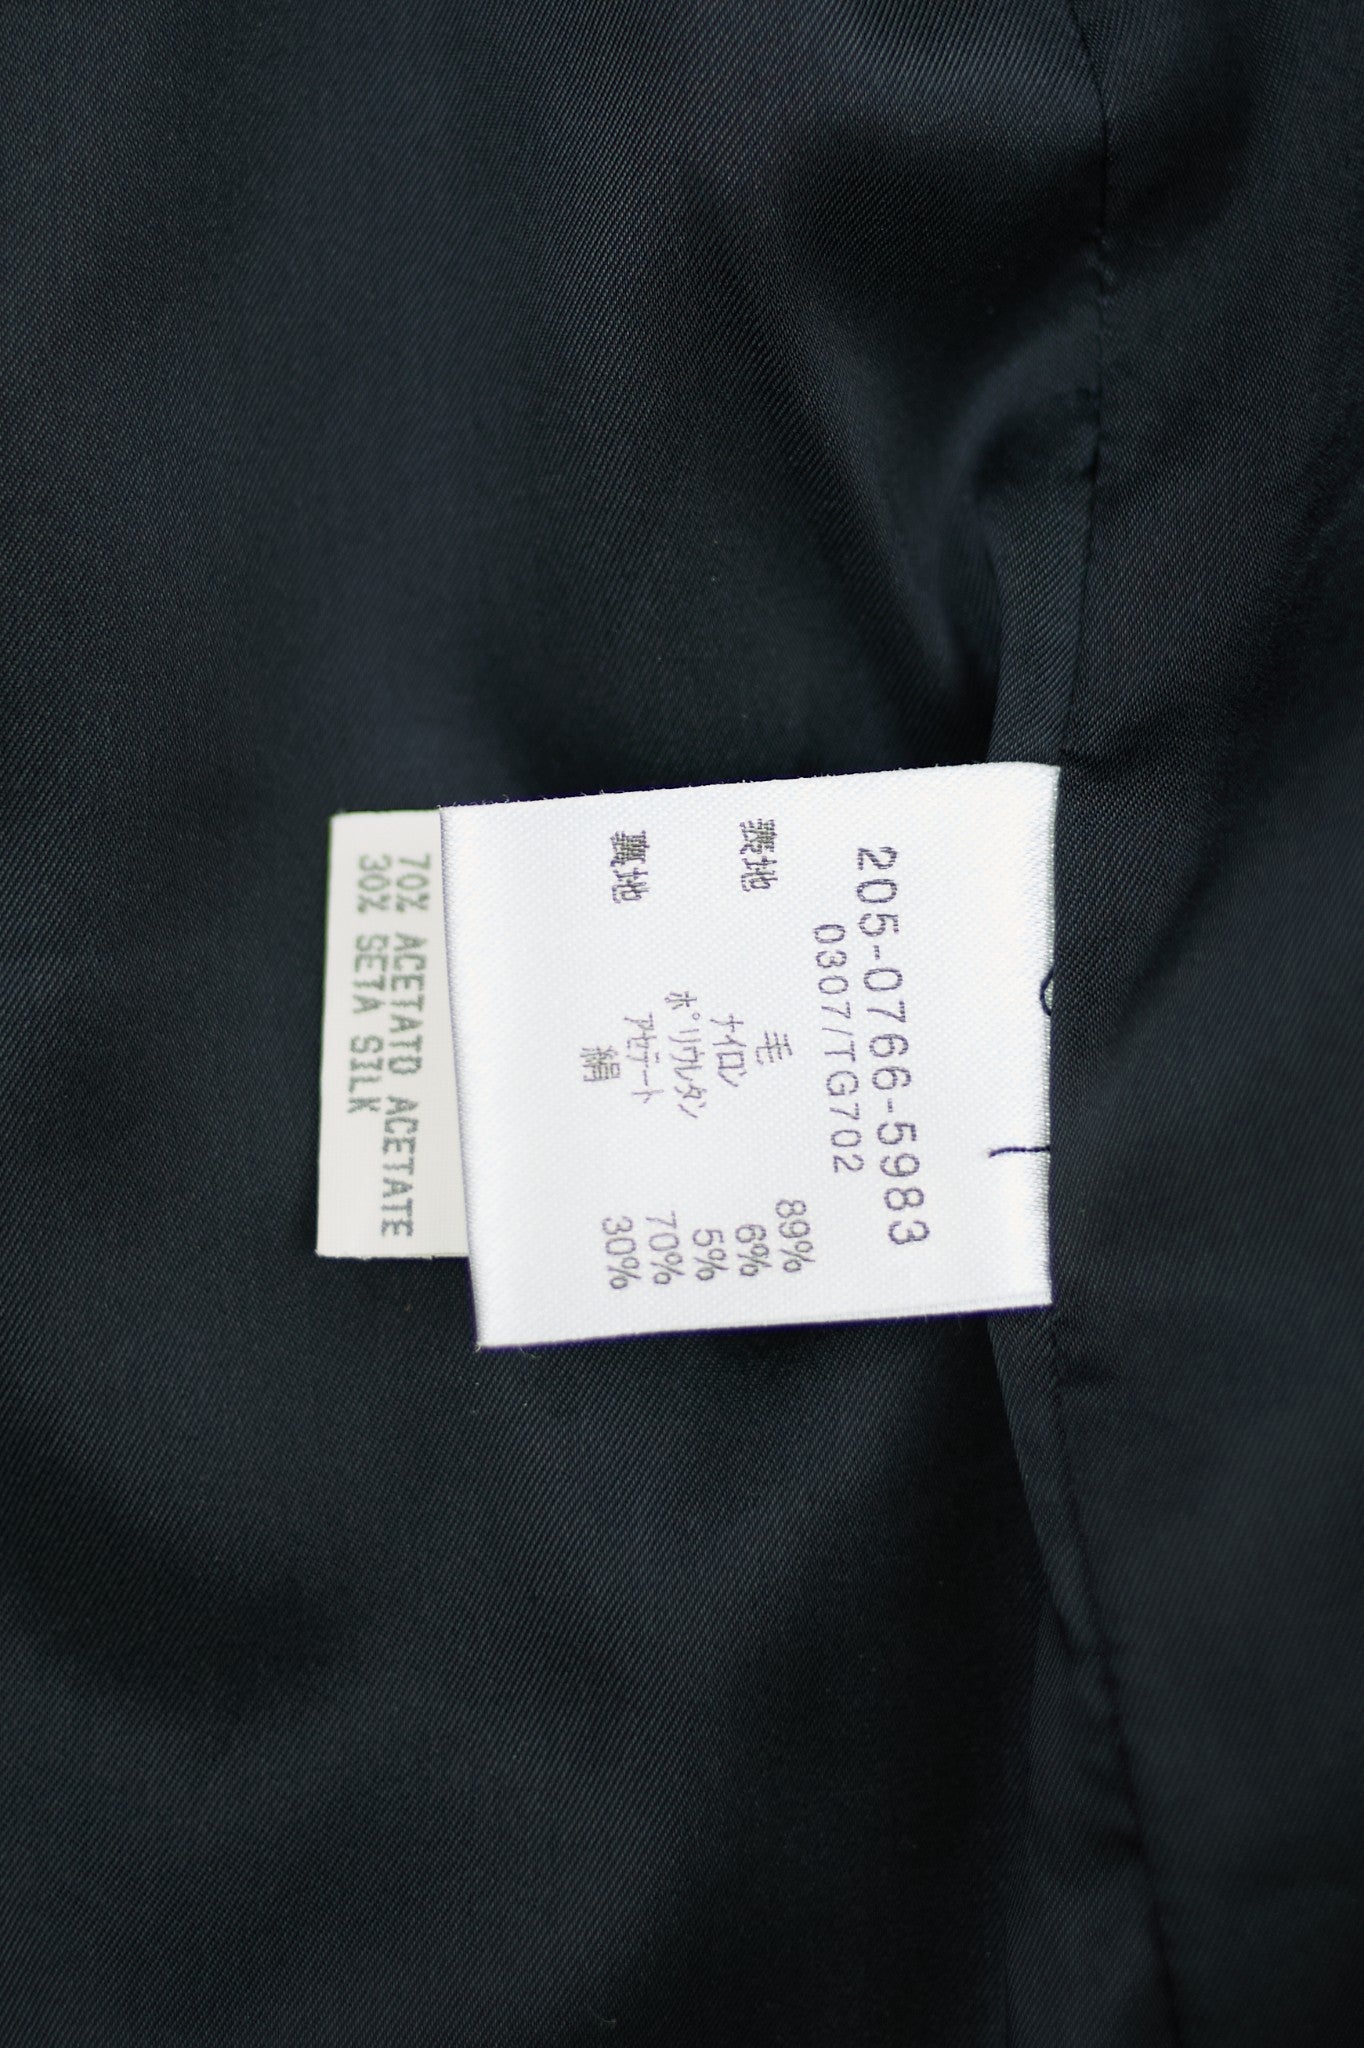 205-0766-5983
0307/TG702
表地 毛 89%
ナイロン 6%
ポリウレタン 5%
裏地 アセテート 70%
絹 30%
70% ACETATO ACETATE
30% SETA SILK